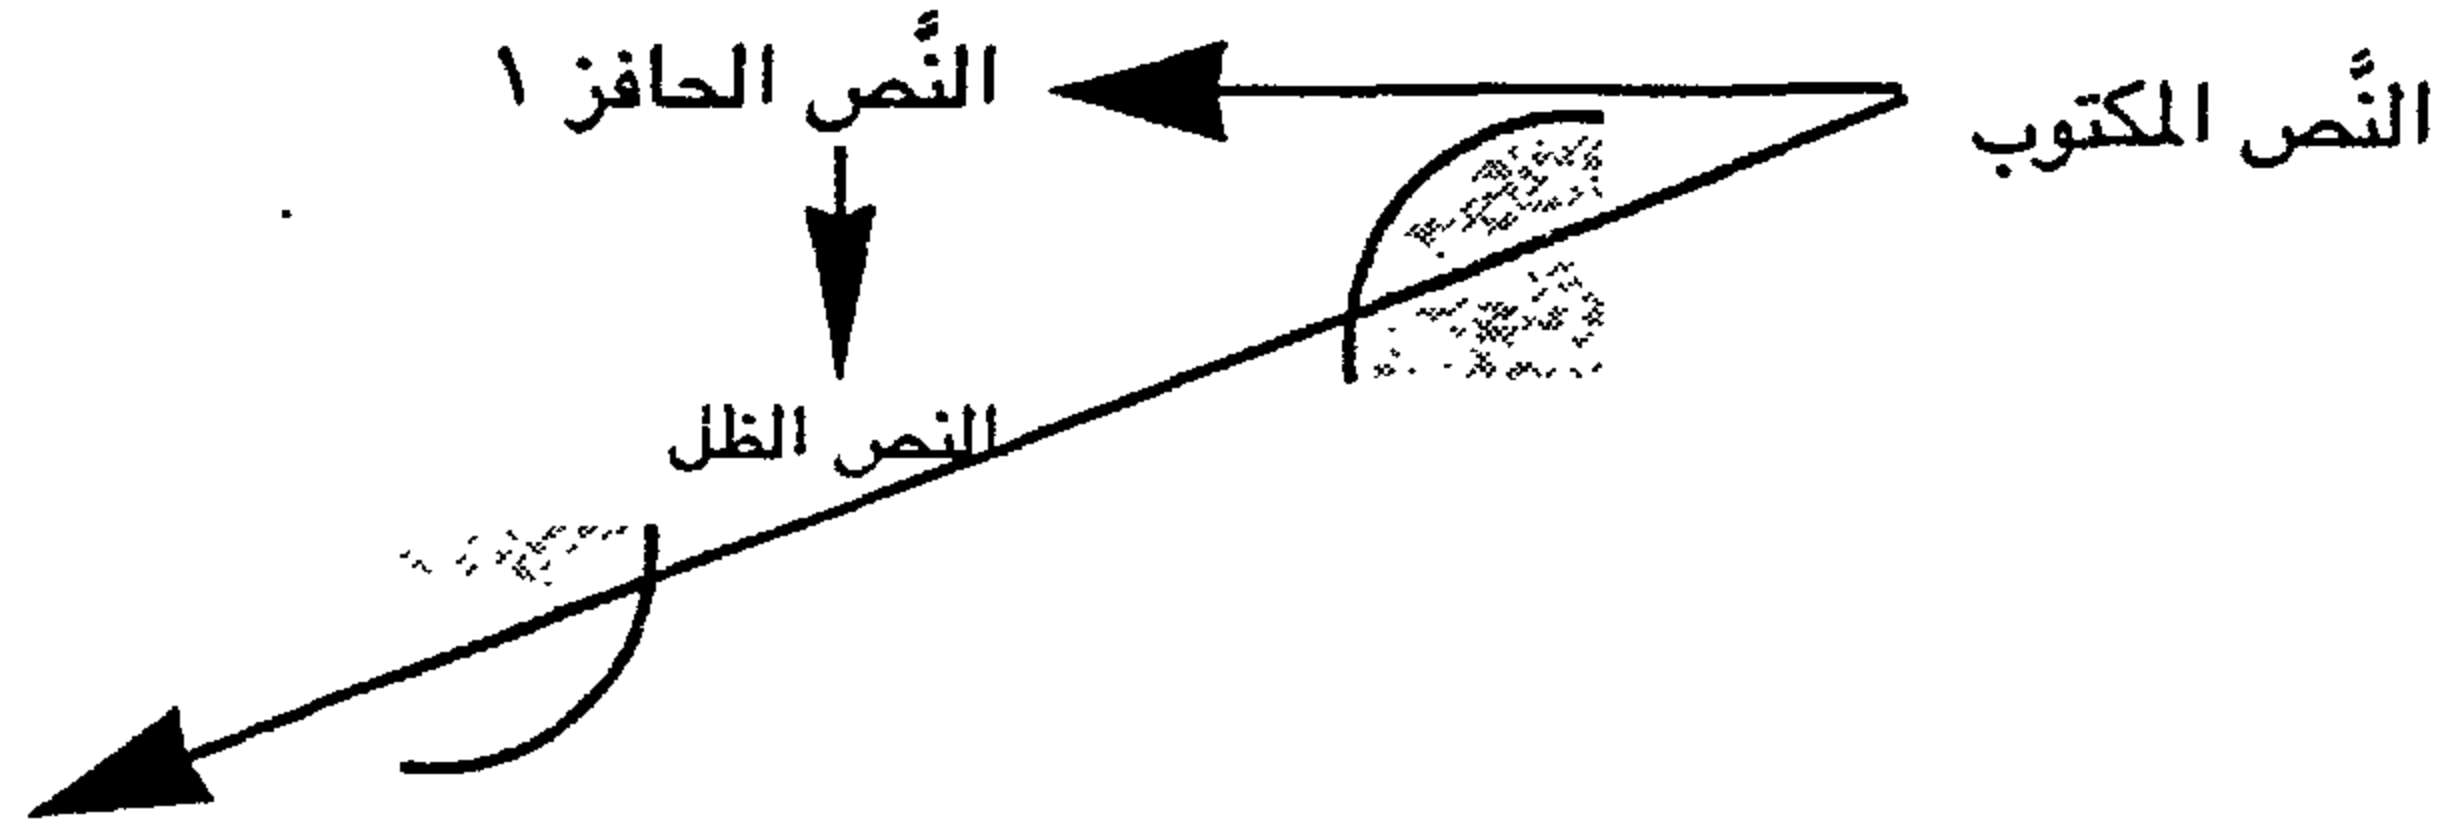 النَّص المكتوب
النَّص الحافز ١
النص الظل